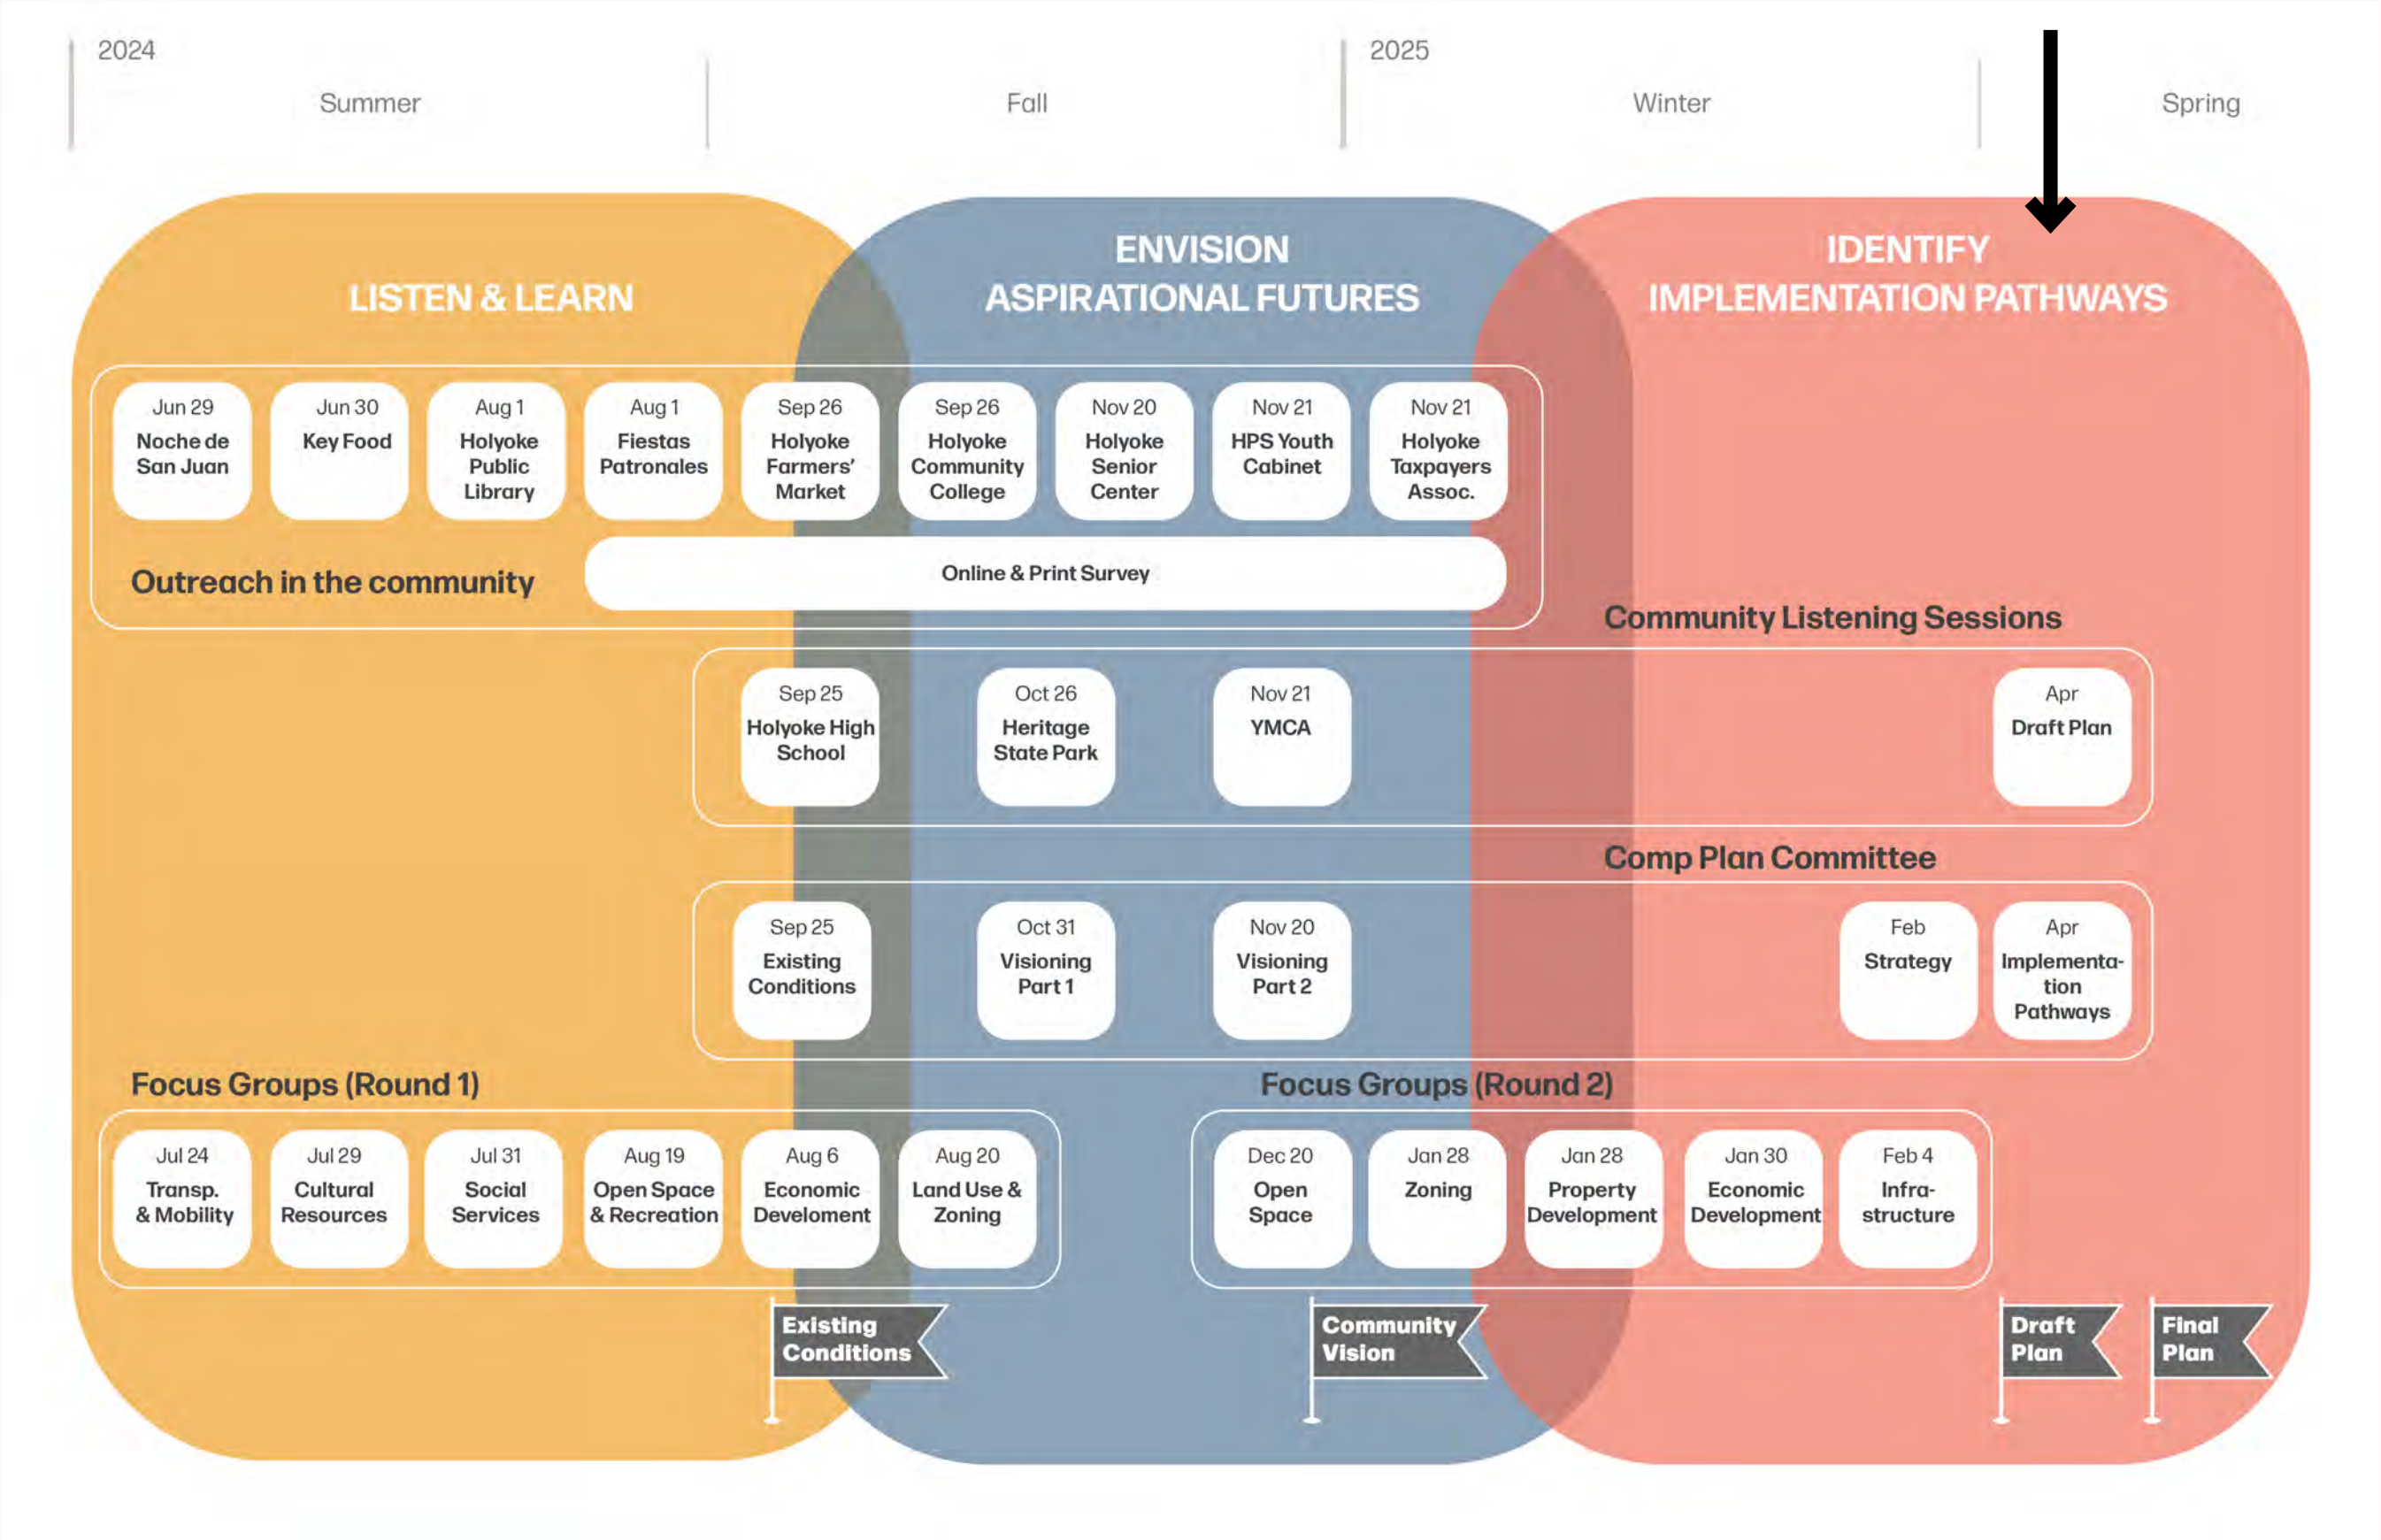 2024
2025
Summer
Fall
Winter
Spring
LISTEN & LEARN
ENVISION
ASPIRATIONAL FUTURES
IDENTIFY
IMPLEMENTATION PATHWAYS
Jun 29
Noche de
San Juan
Jun 30
Key Food
Aug 1
Holyoke
Public
Library
Aug 1
Fiestas
Patronales
Sep 26
Holyoke
Farmers’
Market
Sep 26
Holyoke
Community
College
Nov 20
Holyoke
Senior
Center
Nov 21
HPS Youth
Cabinet
Nov 21
Holyoke
Taxpayers
Assoc.
Outreach in the community
Online & Print Survey
Community Listening Sessions
Sep 25
Holyoke High
School
Oct 26
Heritage
State Park
Nov 21
YMCA
Apr
Draft Plan
Comp Plan Committee
Sep 25
Existing
Conditions
Oct 31
Visioning
Part 1
Nov 20
Visioning
Part 2
Feb
Strategy
Apr
Implementa-
tion
Pathways
Focus Groups (Round 1)
Jul 24
Transp.
& Mobility
Jul 29
Cultural
Resources
Jul 31
Social
Services
Aug 19
Open Space
& Recreation
Aug 6
Economic
Develoment
Aug 20
Land Use &
Zoning
Focus Groups (Round 2)
Dec 20
Open
Space
Jan 28
Zoning
Jan 28
Property
Development
Jan 30
Economic
Development
Feb 4
Infra-
structure
Existing
Conditions
Community
Vision
Draft
Plan
Final
Plan